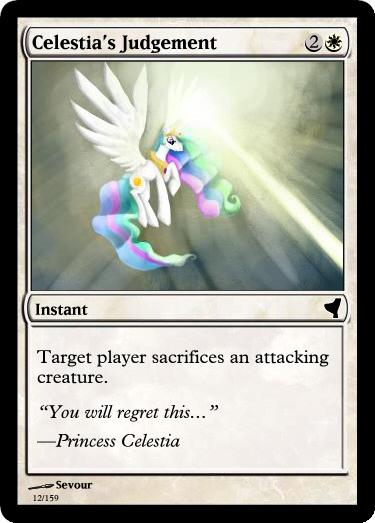 Celestia's Judgement 2
Instant
Target player sacrifices an attacking
creature.
“You will regret this…”
—Princess Celestia
Sevour
12/159